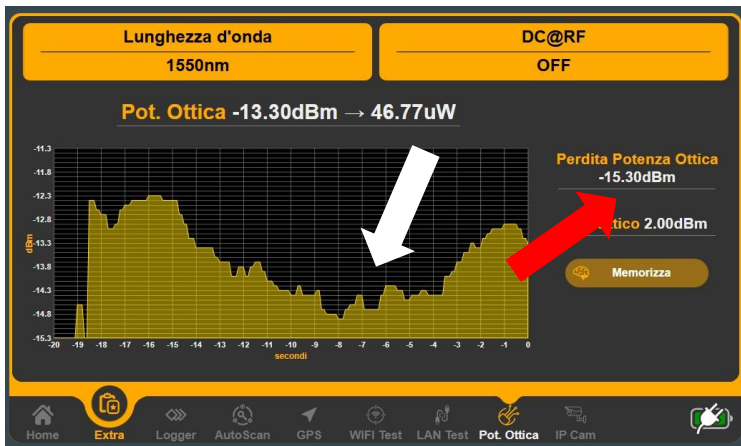 Lunghezza d'onda
1550nm
DC@RF
OFF
Pot. Ottica -13.30dBm → 46.77uW
-11.3
-11.8
-12.3
-12.8
-13.3
-13.8
-14.3
-14.8
-15.3
dBm
-20 -19 -18 -17 -16 -15 -14 -13 -12 -11 -10 -9 -8 -7 -6 -5 -4 -3 -2 -1 0
secondi
Perdita Potenza Ottica
-15.30dBm
2.00dBm
Memorizza
Home Extra Logger AutoScan GPS WIFI Test LAN Test Pot. Ottica IP Cam